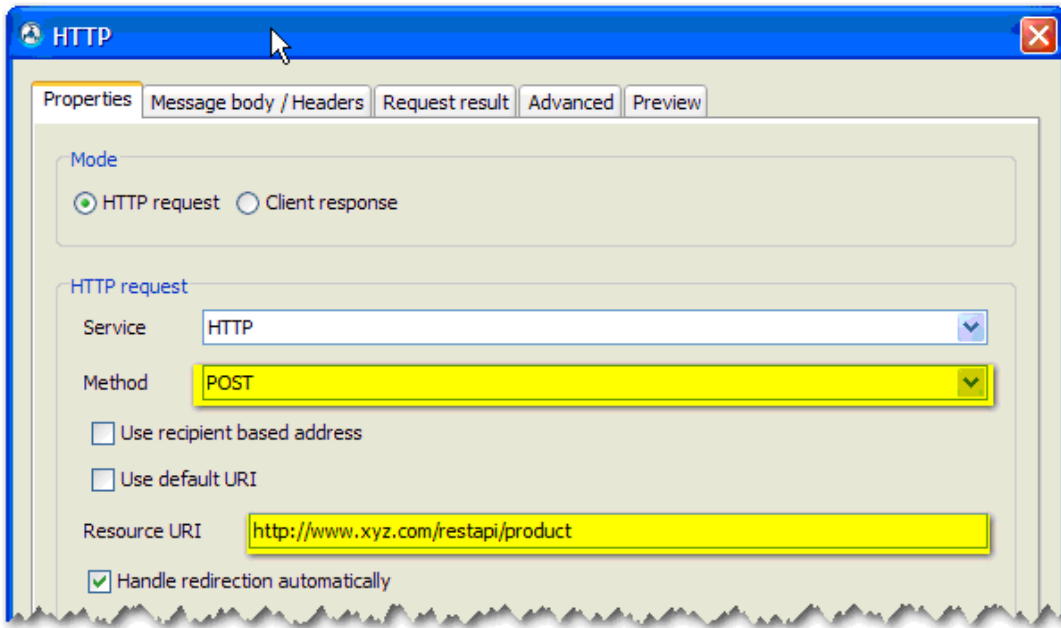 HTTP
Properties Message body / Headers Request result Advanced Preview
Mode
HTTP request Client response
HTTP request
Service HTTP
Method POST
Use recipient based address
Use default URI
Resource URI http://www.xyz.com/restapi/product
Handle redirection automatically